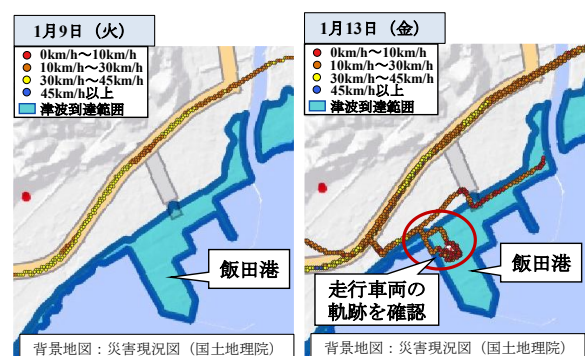 1月9日（火）
0km/h～10km/h
10km/h～30km/h
30km/h～45km/h
45km/h以上
津波到達範囲
飯田港
背景地図：災害現況図（国土地理院）
1月13日（金）
0km/h～10km/h
10km/h～30km/h
30km/h～45km/h
45km/h以上
津波到達範囲
飯田港
走行車両の
軌跡を確認
背景地図：災害現況図（国土地理院）